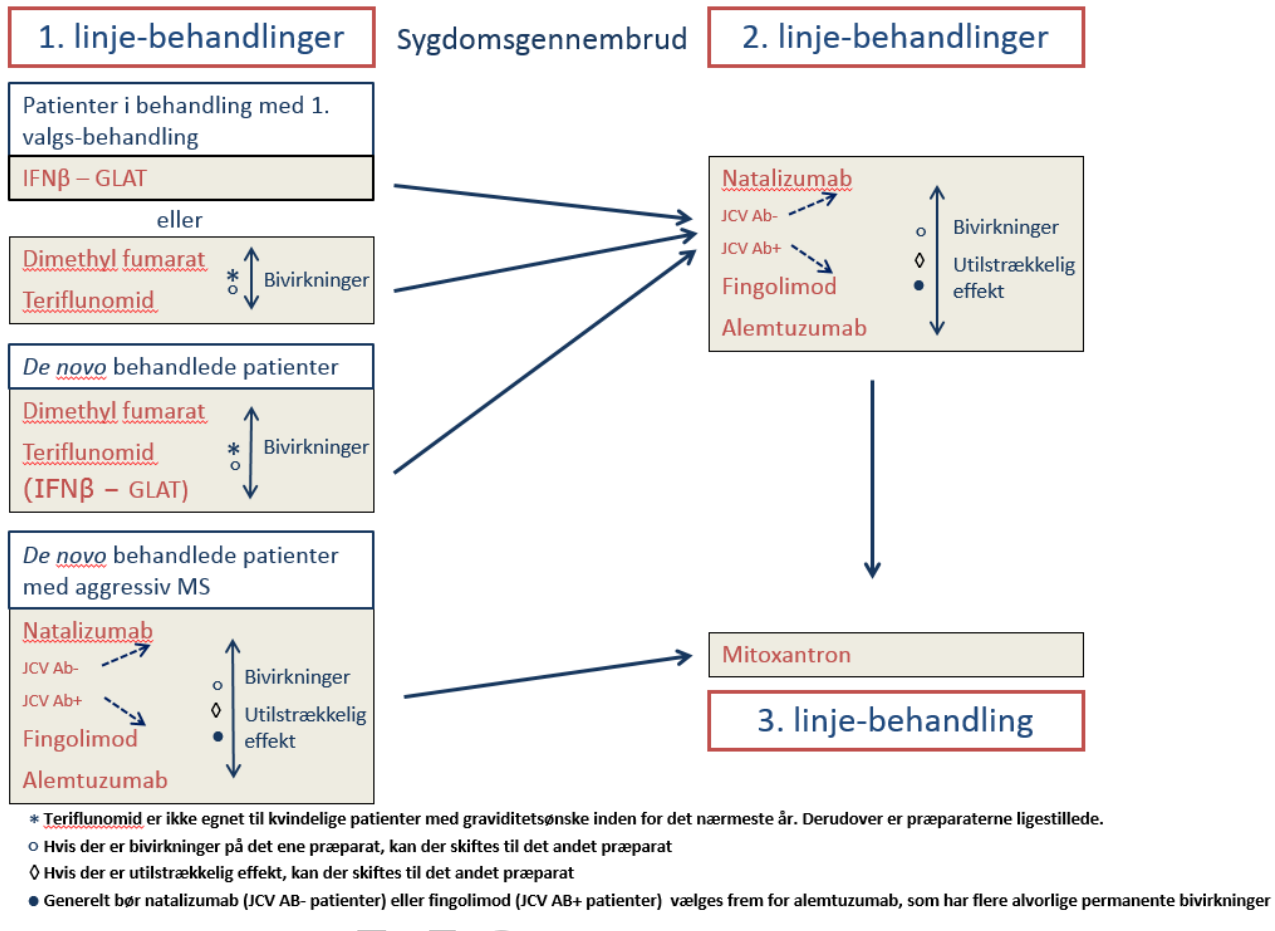 1. linje-behandlinger
Sygdomsgennembrud
2. linje-behandlinger
Patienter i behandling med 1.
valgs-behandling
IFNβ – GLAT
eller
Dimethyl fumarat
Teriflunomid
*
o
Bivirkninger
De novo behandlede patienter
Dimethyl fumarat
Teriflunomid
(IFNβ – GLAT)
*
o
Bivirkninger
De novo behandlede patienter
med aggressiv MS
Natalizumab
JCV Ab-
JCV Ab+
Fingolimod
Alemtuzumab
o
◊
●
Bivirkninger
Utilstrækkelig
effekt
Natalizumab
JCV Ab-
JCV Ab+
Fingolimod
Alemtuzumab
o
◊
●
Bivirkninger
Utilstrækkelig
effekt
Mitoxantron
3. linje-behandling
* Teriflunomid er ikke egnet til kvindelige patienter med graviditetsønske inden for det nærmeste år. Derudover er præparaterne ligestillede.
o Hvis der er bivirkninger på det ene præparat, kan der skiftes til det andet præparat
◊ Hvis der er utilstrækkelig effekt, kan der skiftes til det andet præparat
● Generelt bør natalizumab (JCV AB- patienter) eller fingolimod (JCV AB+ patienter) vælges frem for alemtuzumab, som har flere alvorlige permanente bivirkninger